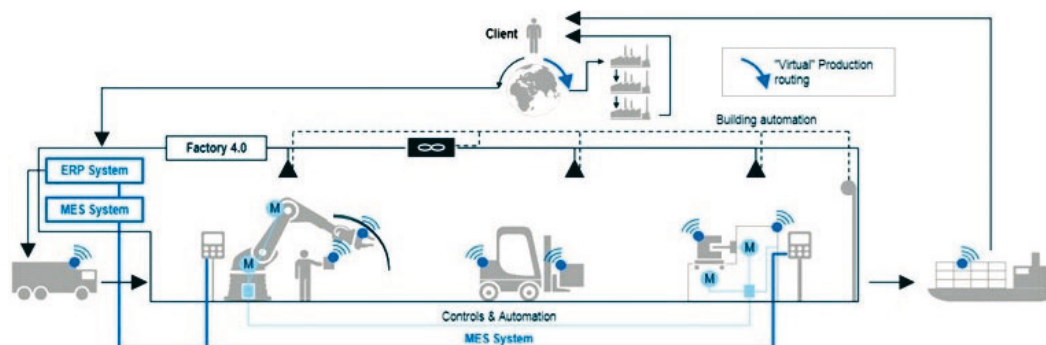 Client
"Virtual" Production
routing
Building automation
Factory 4.0
ERP System
MES System
M
M
M
M
Controls & Automation
MES System